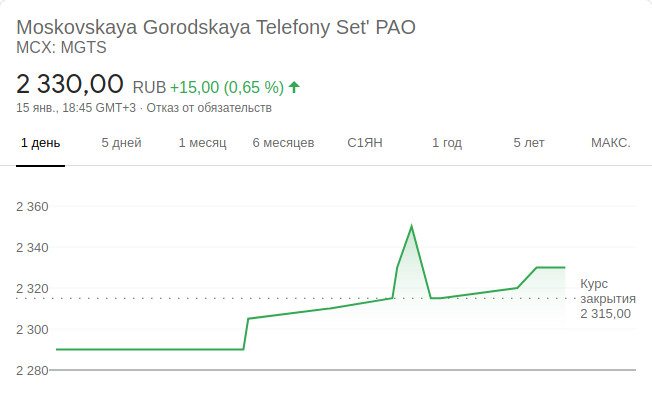 Moskovskaya Gorodskaya Telefony Set' PAO
MCX: MGTS
2 330,00 RUB +15,00 (0,65 %)
15 янв., 18:45 GMT+3 · Отказ от обязательств
1 день 5 дней 1 месяц 6 месяцев С1ЯН 1 год 5 лет МАКС.
2 360
2 340
2 320
2 300
2 280
Курс
закрытия
2 315,00